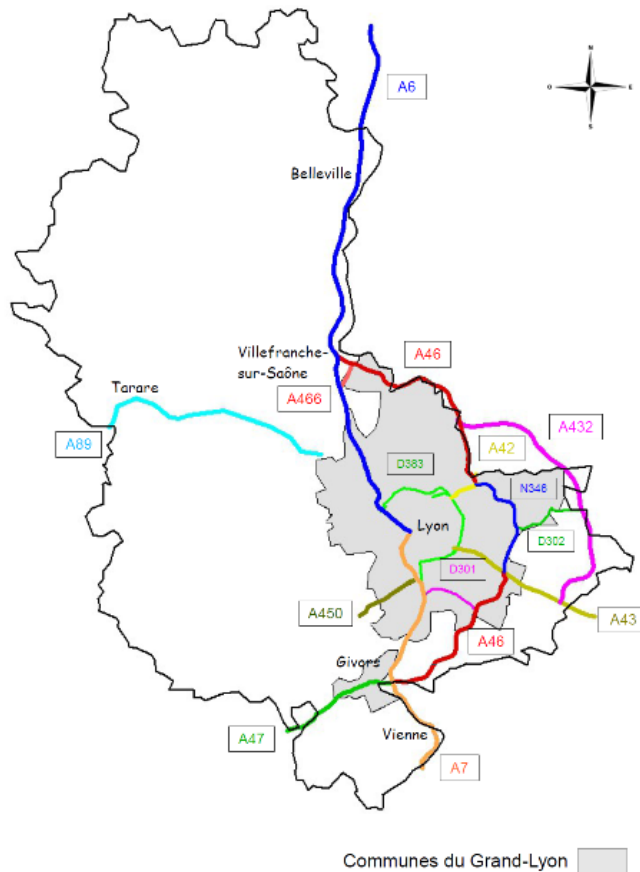 N
O
E
S
A6
Belleville
Villefranche-
sur-Saône
A46
Tarare
A466
A432
A89
A42
D383
N346
Lyon
D302
D301
A450
A43
A46
Givors
A47
Vienne
A7
Communes du Grand-Lyon